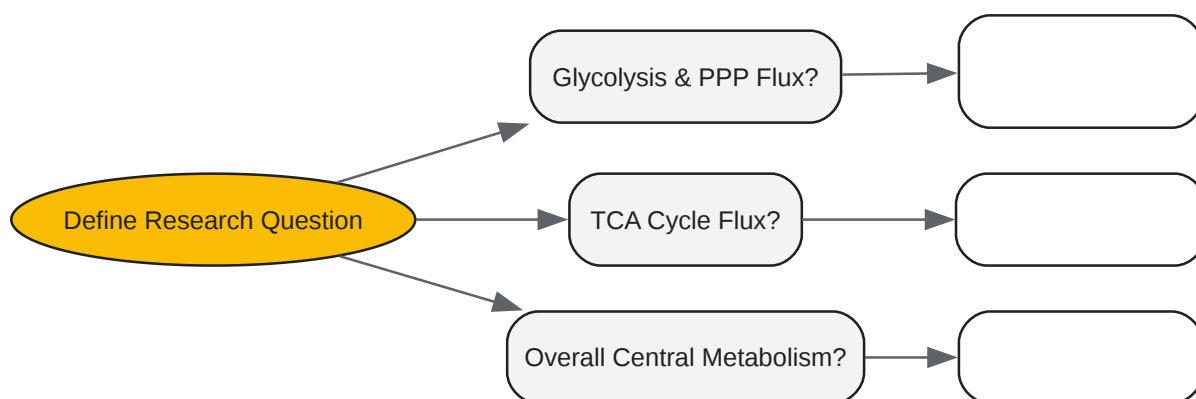 Glycolysis & PPP Flux?
Define Research Question
TCA Cycle Flux?
Overall Central Metabolism?